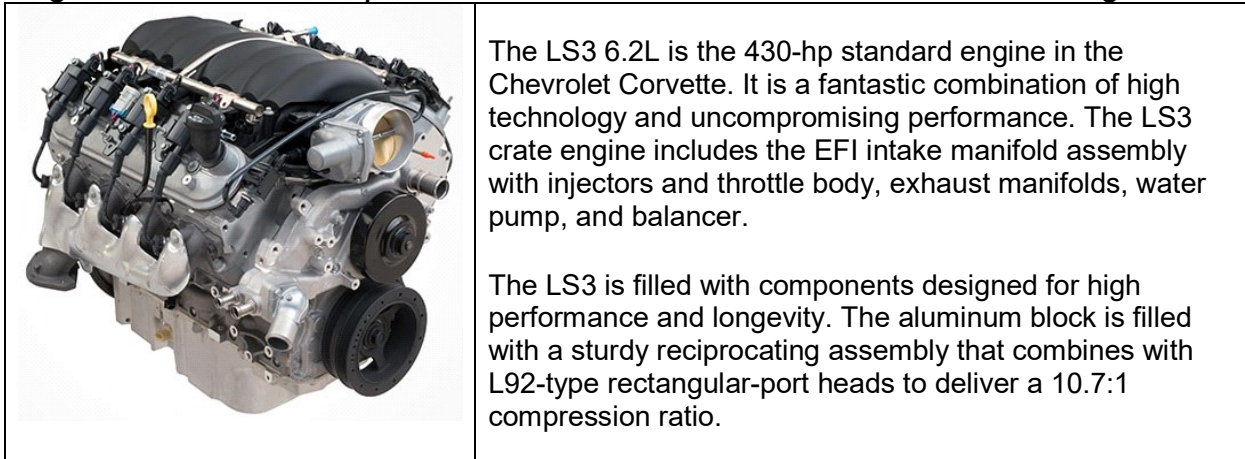 The LS3 6.2L is the 430-hp standard engine in the
Chevrolet Corvette. It is a fantastic combination of high
technology and uncompromising performance. The LS3
crate engine includes the EFI intake manifold assembly
with injectors and throttle body, exhaust manifolds, water
pump, and balancer.
The LS3 is filled with components designed for high
performance and longevity. The aluminum block is filled
with a sturdy reciprocating assembly that combines with
L92-type rectangular-port heads to deliver a 10.7:1
compression ratio.